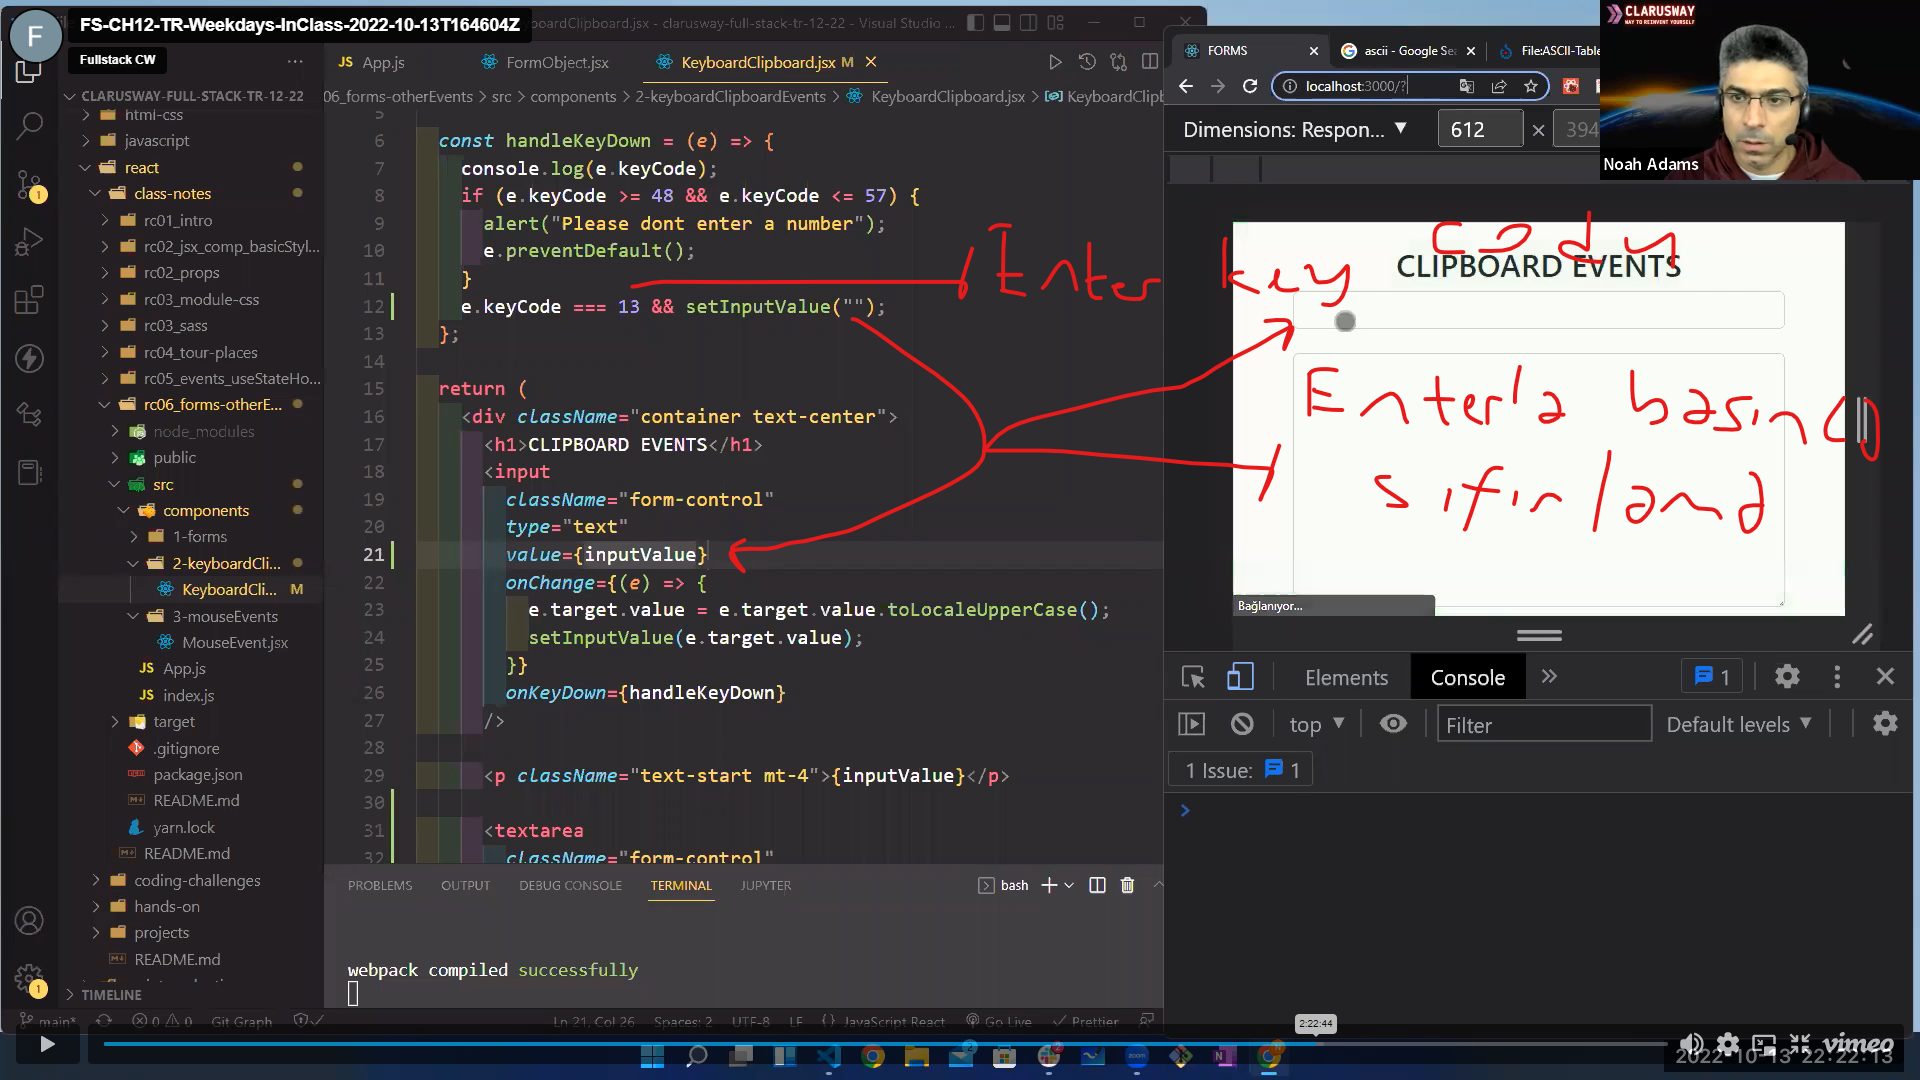 FS-CH12-TR-Weekdays-InClass-2022-10-13T164604Z
Fullstack CW
KeyboardClipboard.jsx - clarusway-full-stack-tr-12-22 - Visual Studio ...
CLARUSWAY-FULL-STACK-TR-12-22
html-css
javascript
react
class-notes
rc01_intro
rc02_jsx_comp_basicStyl...
rc02_props
rc03_module-css
rc03_sass
rc04_tour-places
rc05_events_useStateHo...
rc06_forms-otherE...
node_modules
public
src
components
1-forms
2-keyboardCli...
KeyboardCli... M
3-mouseEvents
MouseEvent.jsx
App.js
index.js
target
.gitignore
package.json
README.md
yarn.lock
README.md
coding-challenges
hands-on
projects
README.md
TIMELINE
App.js
FormObject.jsx
KeyboardClipboard.jsx M
06_forms-otherEvents > src > components > 2-keyboardClipboardEvents > KeyboardClipboard.jsx > KeyboardClipb
5
6 const handleKeyDown = (e) => {
7 console.log(e.keyCode);
8 if (e.keyCode >= 48 && e.keyCode <= 57) {
9 alert("Please dont enter a number");
10 e.preventDefault();
11 }
12 e.keyCode === 13 && setInputValue("");
13 };
14
15 return (
16 <div className="container text-center">
17 <h1>CLIPBOARD EVENTS</h1>
18 <input
19 className="form-control"
20 type="text"
21 value={inputValue}
22 onChange={(e) => {
23 e.target.value = e.target.value.toLocaleUpperCase();
24 setInputValue(e.target.value);
25 }}
26 onKeyDown={handleKeyDown}
27 />
28
29 <p className="text-start mt-4">{inputValue}</p>
30
31 <textarea
32 className="form-control"
PROBLEMS OUTPUT DEBUG CONSOLE TERMINAL JUPYTER
bash
webpack compiled successfully
main* 0 0 Git Graph
Ln 21, Col 26 Spaces: 2 UTF-8 LF {} JavaScript React Go Live Prettier
FORMS
ascii - Google Se
File:ASCII-Table
localhost:3000/?
Dimensions: Respon... 612 × 394
CLARUSWAY
WAY TO REINVENT YOURSELF
Noah Adams
Enter key
CLIPBOARD EVENTS
Enter'a basinca
sifirland
Bağlanıyor...
Elements Console 1
top Filter Default levels
1 Issue: 1
2:22:44
vimeo
2022-10-13 22:22:13